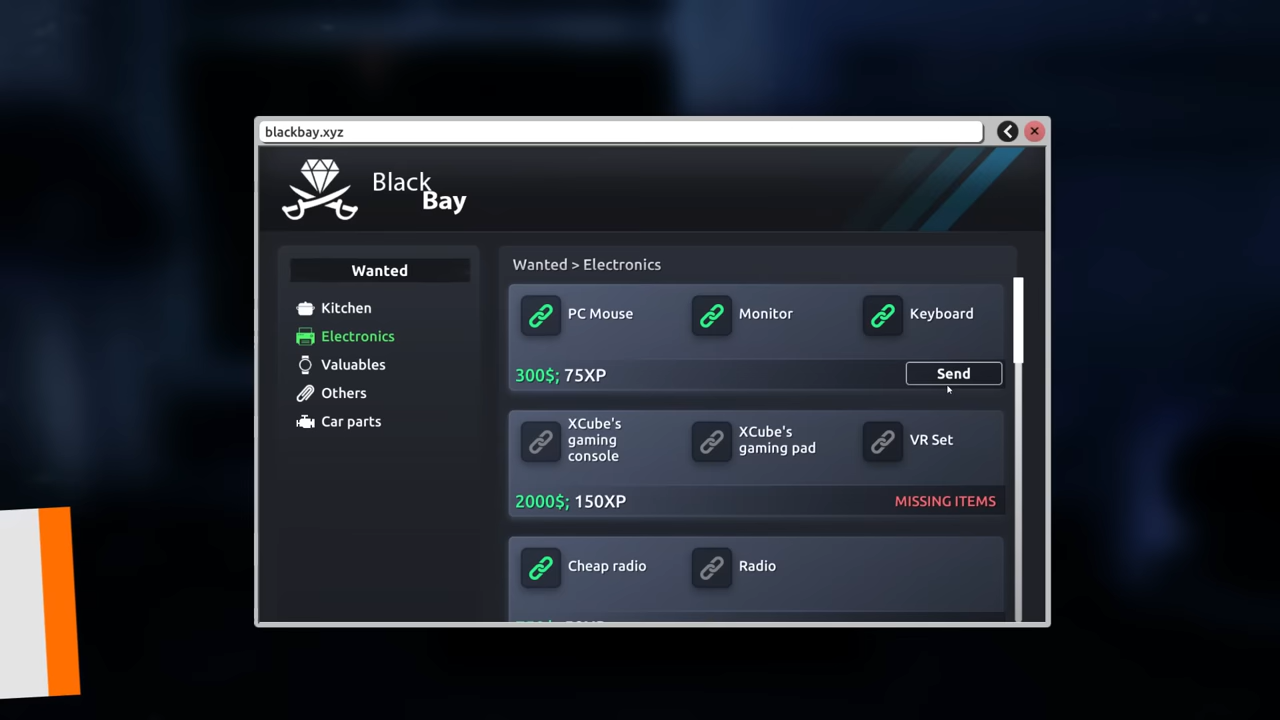 blackbay.xyz
Black
Bay
Wanted
Kitchen
Electronics
Valuables
Others
Car parts
Wanted > Electronics
PC Mouse
Monitor
Keyboard
300$; 75XP
Send
XCube's
gaming
console
XCube's
gaming pad
VR Set
2000$; 150XP
MISSING ITEMS
Cheap radio
Radio